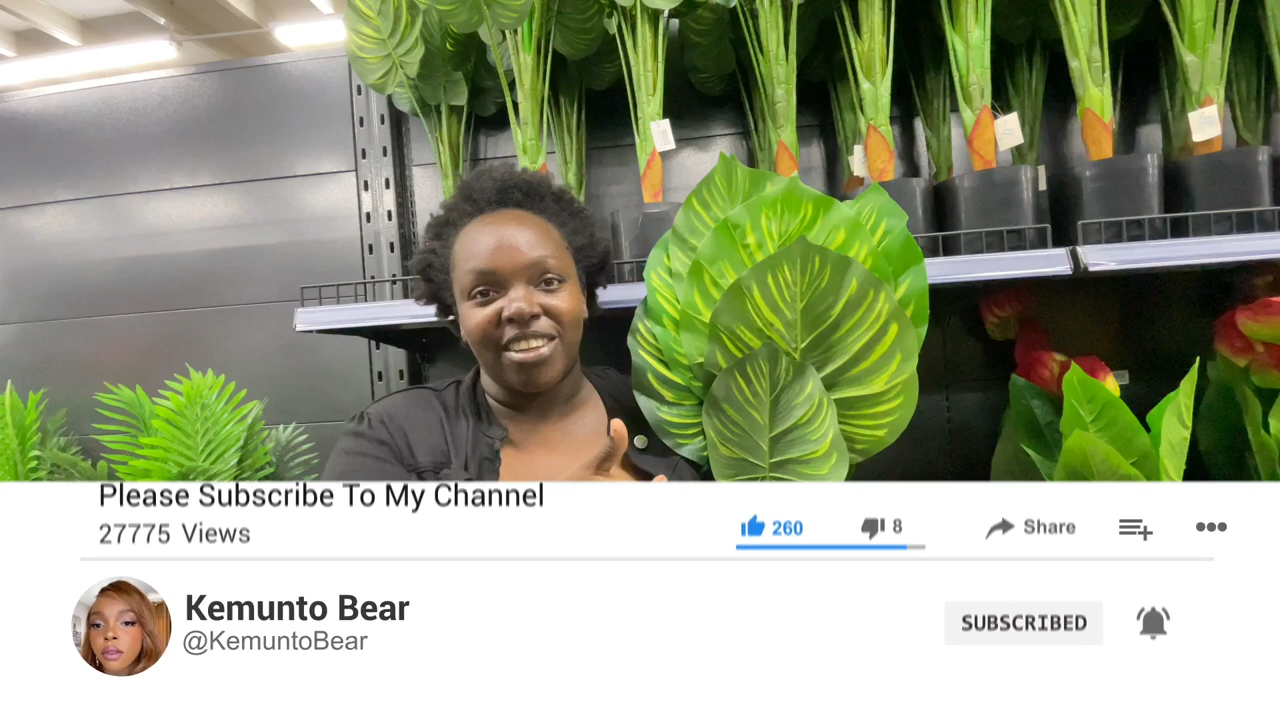 Please Subscribe To My Channel
27775 Views
260
8
Share
Kemunto Bear
@KemuntoBear
SUBSCRIBED